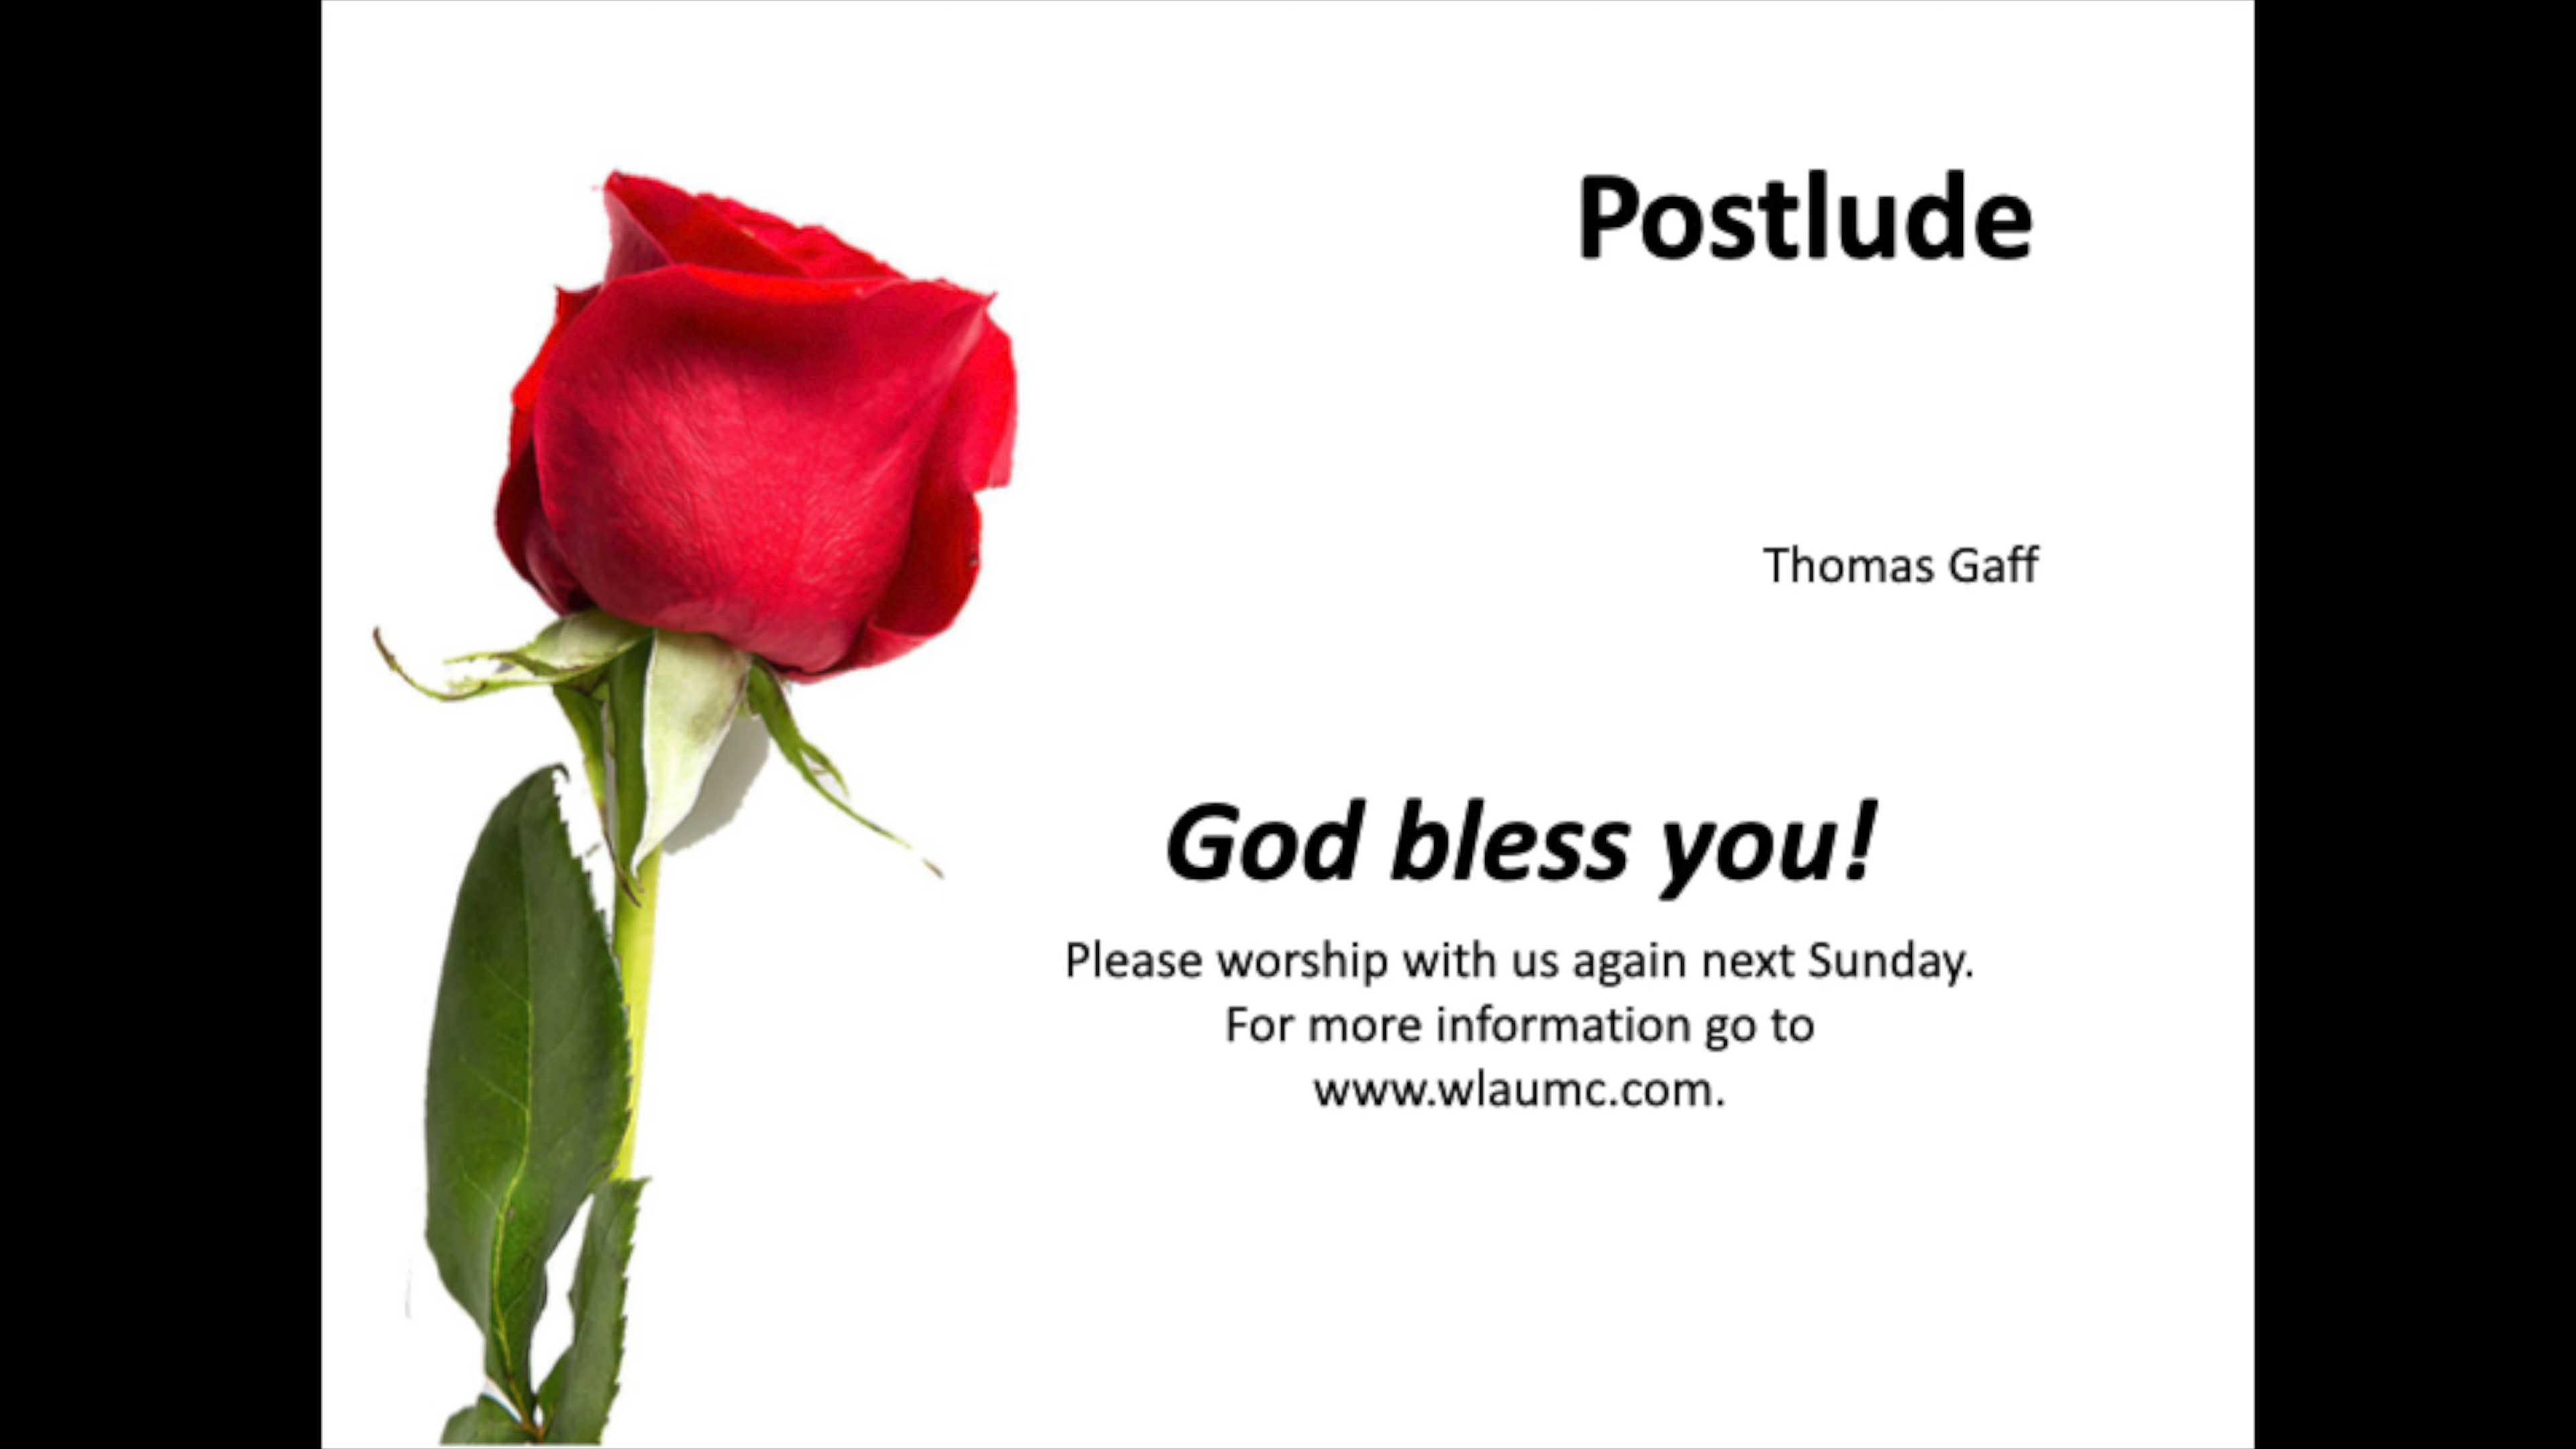 Postlude
Thomas Gaff
God bless you!
Please worship with us again next Sunday.
For more information go to
www.wlaumc.com.